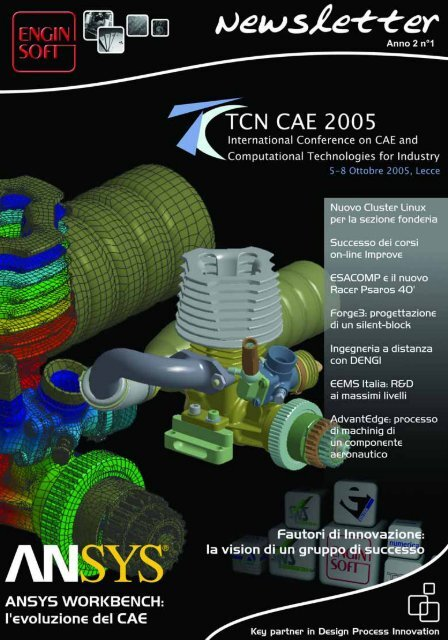 ENGIN
SOFT
Newsletter
Anno 2 n°1
TCN CAE 2005
International Conference on CAE and
Computational Technologies for Industry
5-8 Ottobre 2005, Lecce
Nuovo Cluster Linux
per la sezione fonderia
Successo dei corsi
on-line Improve
ESACOMP e il nuovo
Racer Psaros 40'
Forge3: progettazione
di un silent-block
Ingegneria a distanza
con DENGI
EEMS Italia: R&D
ai massimi livelli
AdvantEdge: processo
di machinig di
un componente
aeronautico
Fautori di Innovazione:
la vision di un gruppo di successo
ENGIN
SOFT
numerica
ANSYS
ANSYS WORKBENCH:
l'evoluzione del CAE
Key partner in Design Process Innovation